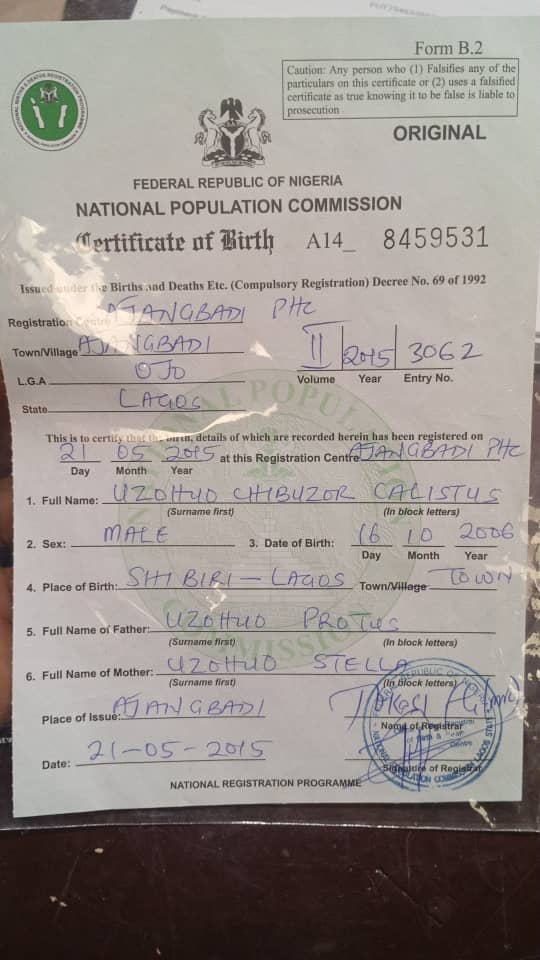 Form B.2
Caution: Any person who (1) Falsifies any of the
particulars on this certificate or (2) uses a falsified
certificate as true knowing it to be false is liable to
prosecution
ORIGINAL
FEDERAL REPUBLIC OF NIGERIA
NATIONAL POPULATION COMMISSION
Certificate of Birth A14_ 8459531
Issued under the Births and Deaths Etc. (Compulsory Registration) Decree No. 69 of 1992
Registration Centre AJANGBADI PHC
Town/Village AJANGBADI
II 2015 3062
L.G.A OJO
Volume Year Entry No.
State LAGOS
This is to certify that the birth, details of which are recorded herein has been registered on
21 05 2015 at this Registration Centre AJANGBADI PHC
Day Month Year
1. Full Name: UZOHUO CHIBUZOR CALISTUS
(Surname first) (In block letters)
2. Sex: MALE 3. Date of Birth: 16 10 2006
Day Month Year
4. Place of Birth: SHIBIRI - LAGOS Town/Village TOWN
5. Full Name of Father: UZOHUO PROTUS
(Surname first) (In block letters)
6. Full Name of Mother: UZOHUO STELLA
(Surname first) (In block letters)
Place of Issue: AJANGBADI
Name of Registrar
Date: 21-05-2015
Signature of Registrar
NATIONAL REGISTRATION PROGRAMME